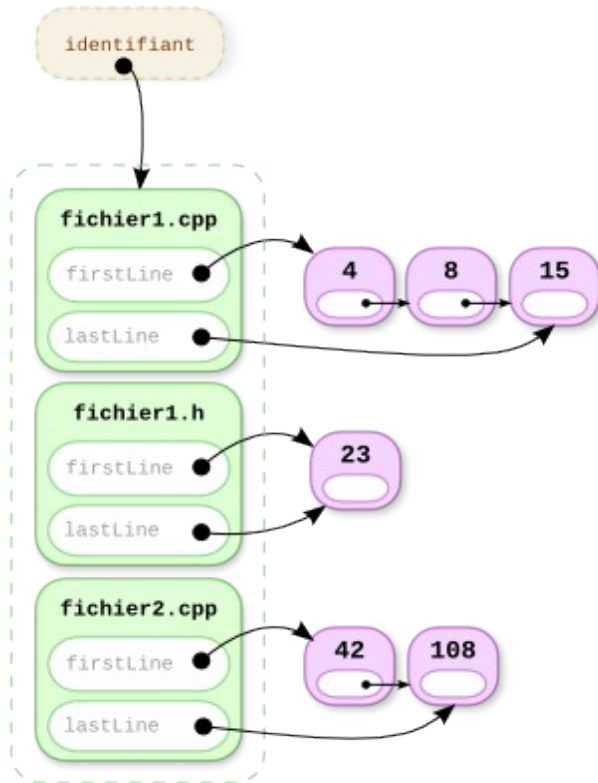 identifiant
fichier1.cpp
firstLine
4 8 15
lastLine
fichier1.h
firstLine
23
lastLine
fichier2.cpp
firstLine
42 108
lastLine